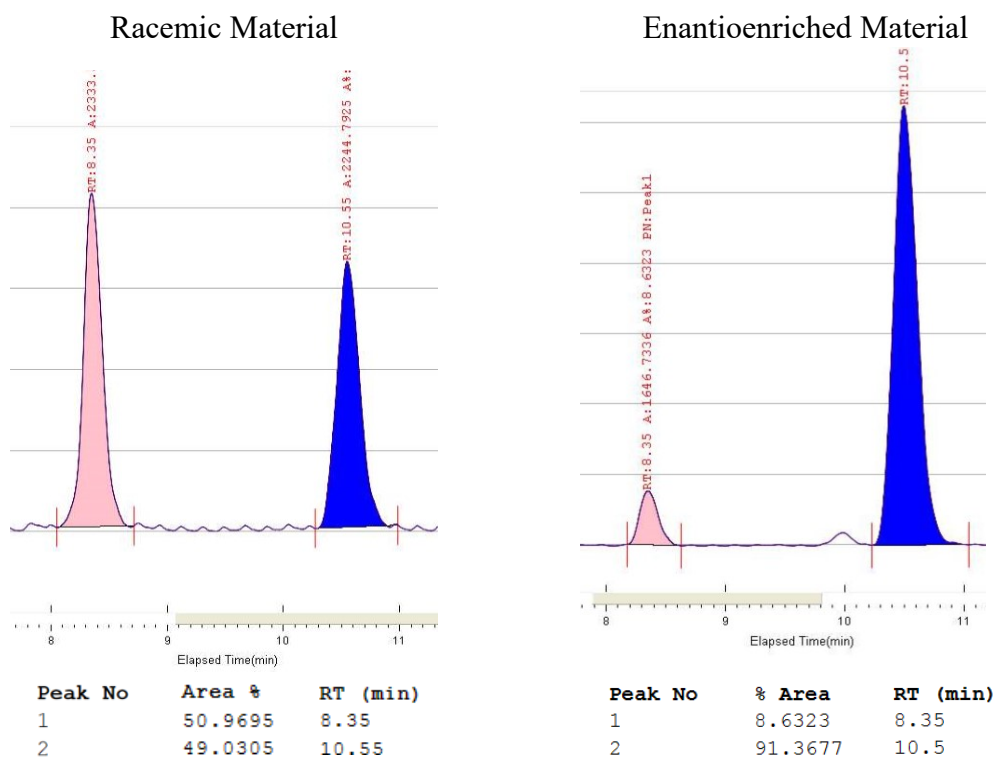 Racemic Material
RT:8.35 A:2333.
RT:10.55 A:2244.7925 A%:
8
9
10
11
Elapsed Time(min)
Peak No Area % RT (min)
1 50.9695 8.35
2 49.0305 10.55
Enantioenriched Material
RT:8.35 A:1646.7336 A%:8.6323 PN:Peak1
RT:10.5
8
9
10
11
Elapsed Time(min)
Peak No % Area RT (min)
1 8.6323 8.35
2 91.3677 10.5